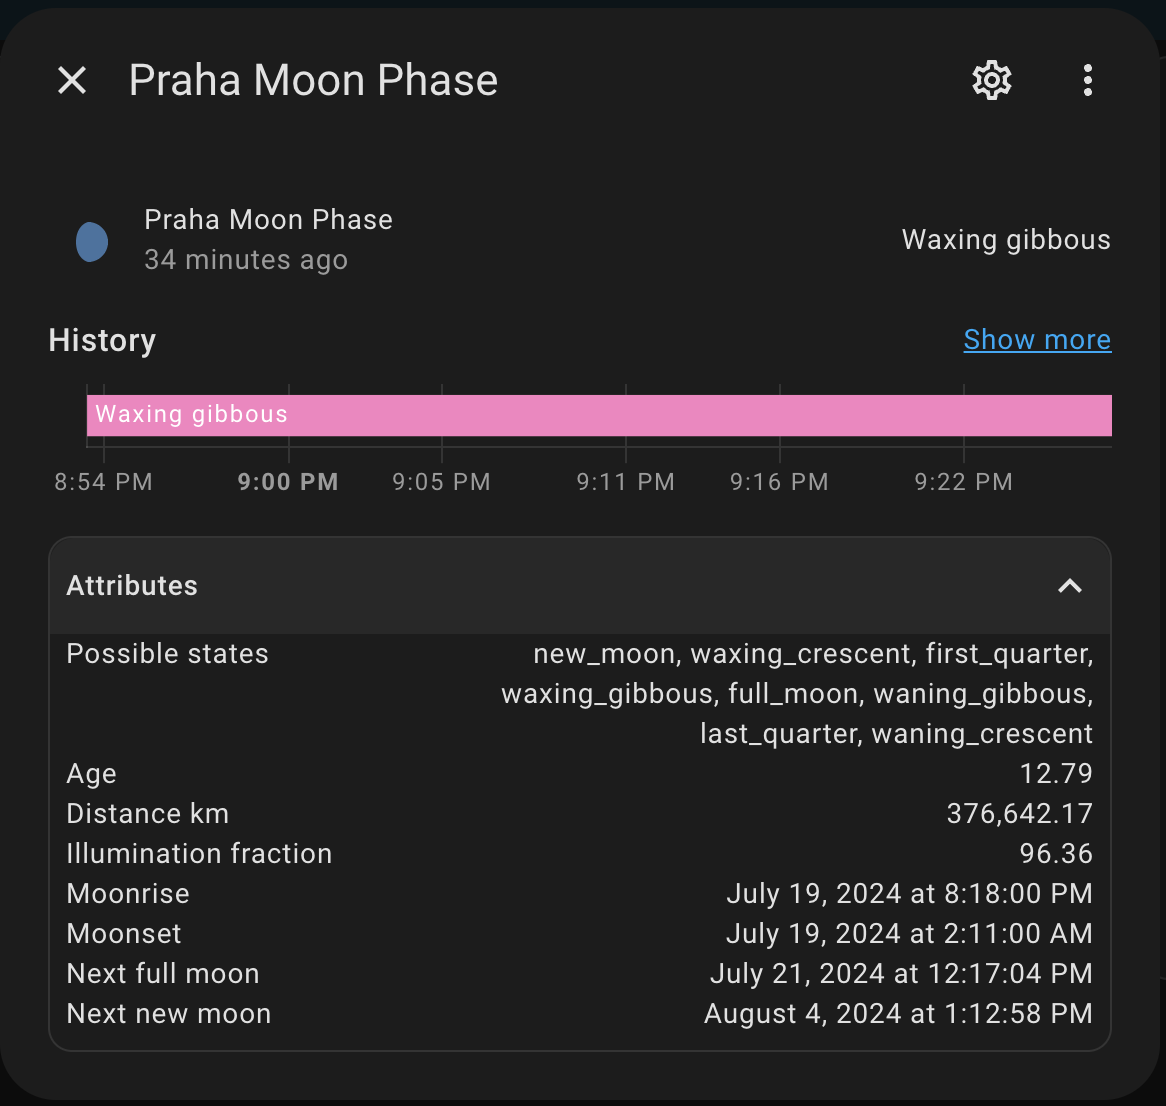 Praha Moon Phase
Praha Moon Phase
34 minutes ago
Waxing gibbous
History
Show more
Waxing gibbous
8:54 PM 9:00 PM 9:05 PM 9:11 PM 9:16 PM 9:22 PM
Attributes
Possible states new_moon, waxing_crescent, first_quarter,
waxing_gibbous, full_moon, waning_gibbous,
last_quarter, waning_crescent
Age 12.79
Distance km 376,642.17
Illumination fraction 96.36
Moonrise July 19, 2024 at 8:18:00 PM
Moonset July 19, 2024 at 2:11:00 AM
Next full moon July 21, 2024 at 12:17:04 PM
Next new moon August 4, 2024 at 1:12:58 PM